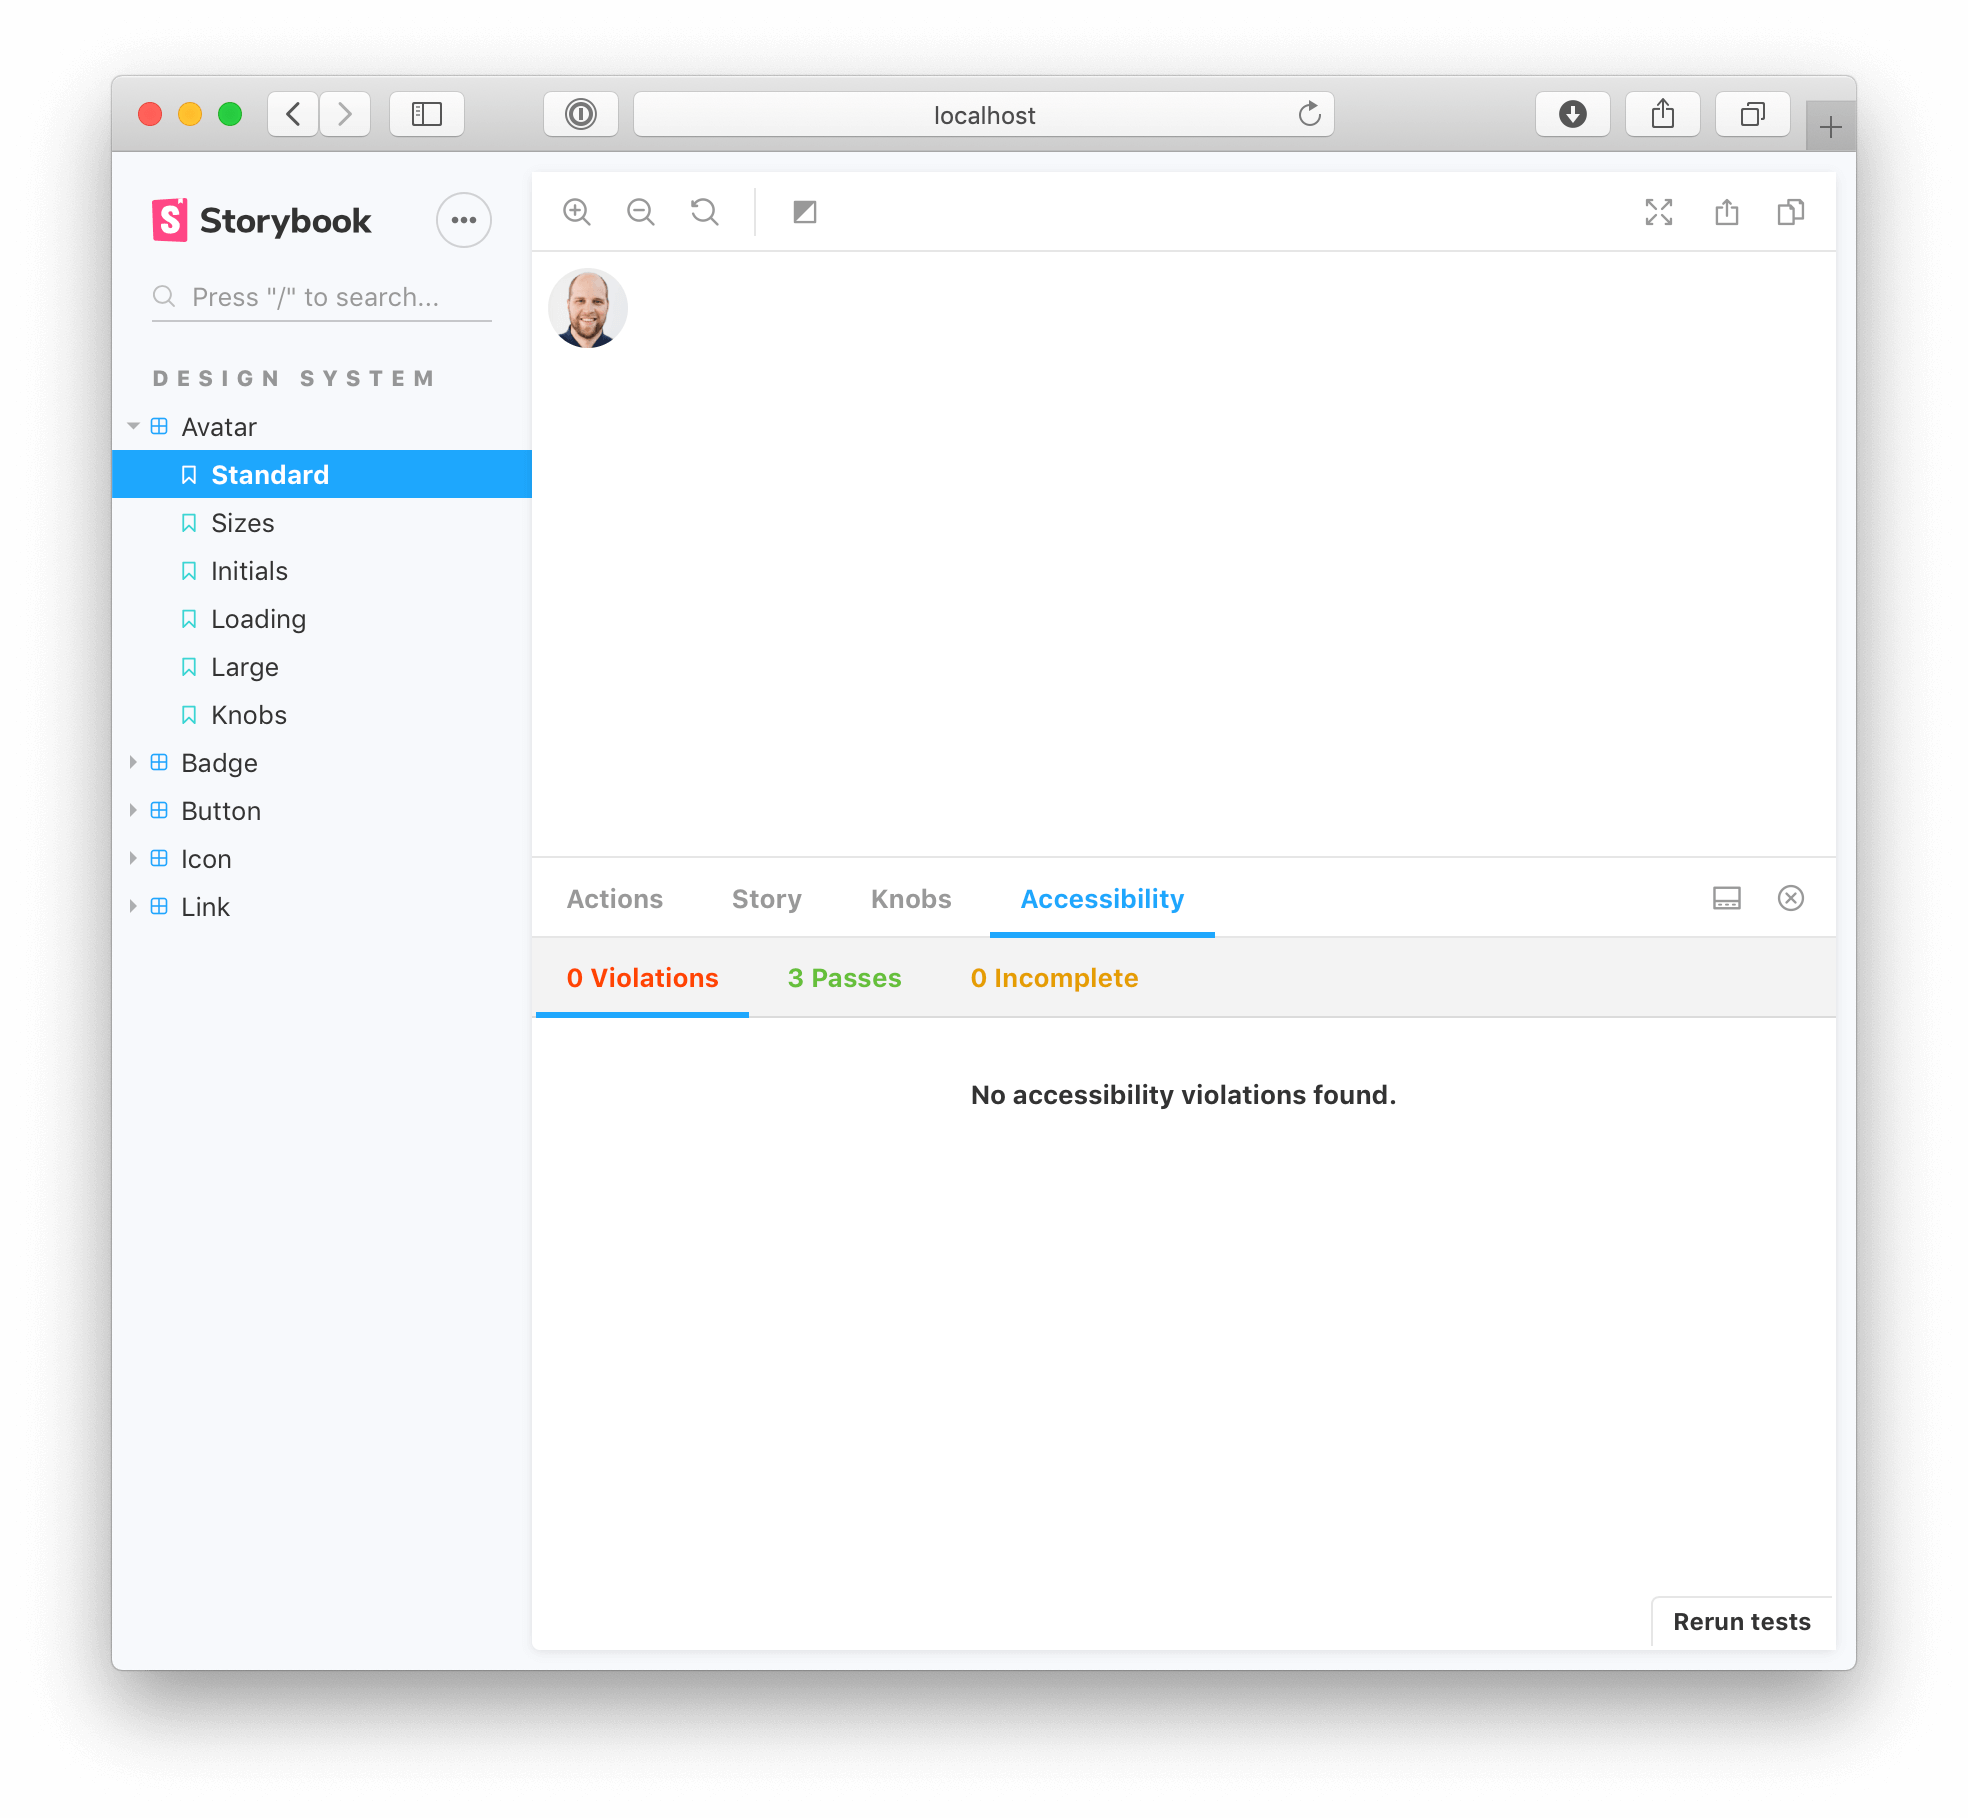 localhost
Storybook
Press "/" to search...
DESIGN SYSTEM
Avatar
Standard
Sizes
Initials
Loading
Large
Knobs
Badge
Button
Icon
Link
Actions Story Knobs Accessibility
0 Violations 3 Passes 0 Incomplete
No accessibility violations found.
Rerun tests